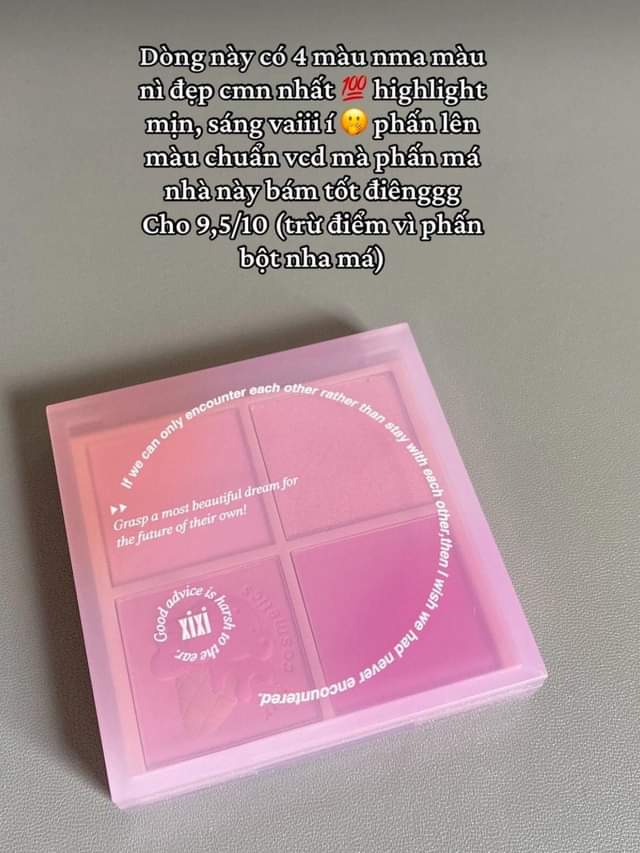 Dòng này có 4 màu nma màu
nì đẹp cmn nhất 💯 highlight
mịn, sáng vaiii í 🤫 phấn lên
màu chuẩn vcd mà phấn má
nhà này bám tốt điênggg
Cho 9,5/10 (trừ điểm vì phấn
bột nha má)
If we can only encounter each other rather than stay with each other,then I wish we had never encountered.
Grasp a most beautiful dream for
the future of their own!
Good advice is harsh to the ear.
xixi
cosmetics